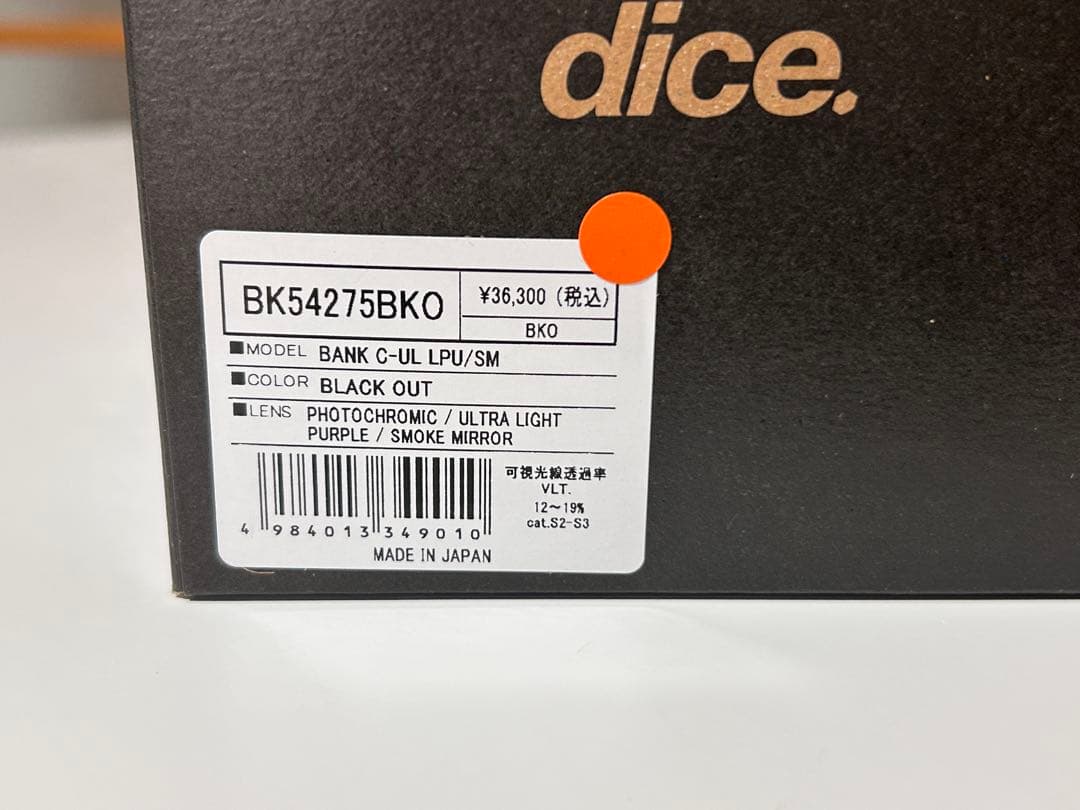 dice.
BK54275BKO
¥36,300 (税込)
BKO
■MODEL BANK C-UL LPU/SM
■COLOR BLACK OUT
■LENS PHOTOCHROMIC / ULTRA LIGHT
PURPLE / SMOKE MIRROR
可視光線透過率
VLT.
12～19%
cat.S2-S3
4 984013 349010
MADE IN JAPAN